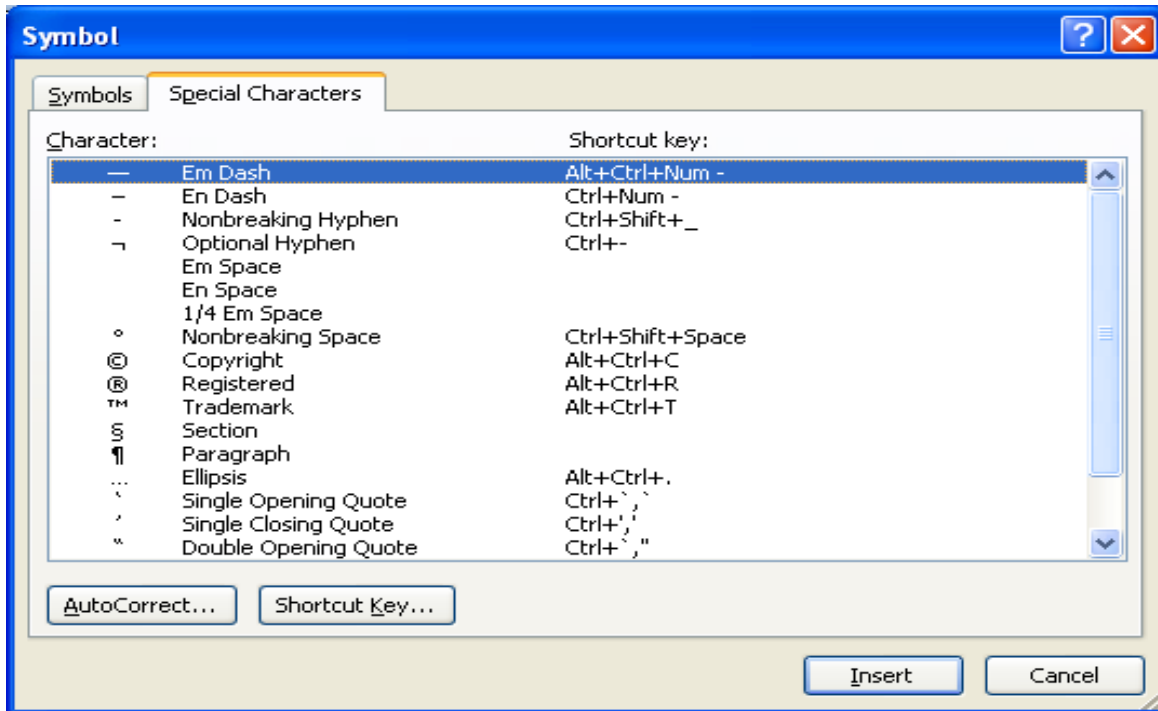 Symbol
Symbols Special Characters
Character: Shortcut key:
— Em Dash Alt+Ctrl+Num -
– En Dash Ctrl+Num -
- Nonbreaking Hyphen Ctrl+Shift+_
¬ Optional Hyphen Ctrl+-
Em Space
En Space
1/4 Em Space
° Nonbreaking Space Ctrl+Shift+Space
© Copyright Alt+Ctrl+C
® Registered Alt+Ctrl+R
™ Trademark Alt+Ctrl+T
§ Section
¶ Paragraph
… Ellipsis Alt+Ctrl+.
‘ Single Opening Quote Ctrl+`,`
’ Single Closing Quote Ctrl+','
“ Double Opening Quote Ctrl+`,"
AutoCorrect... Shortcut Key...
Insert Cancel